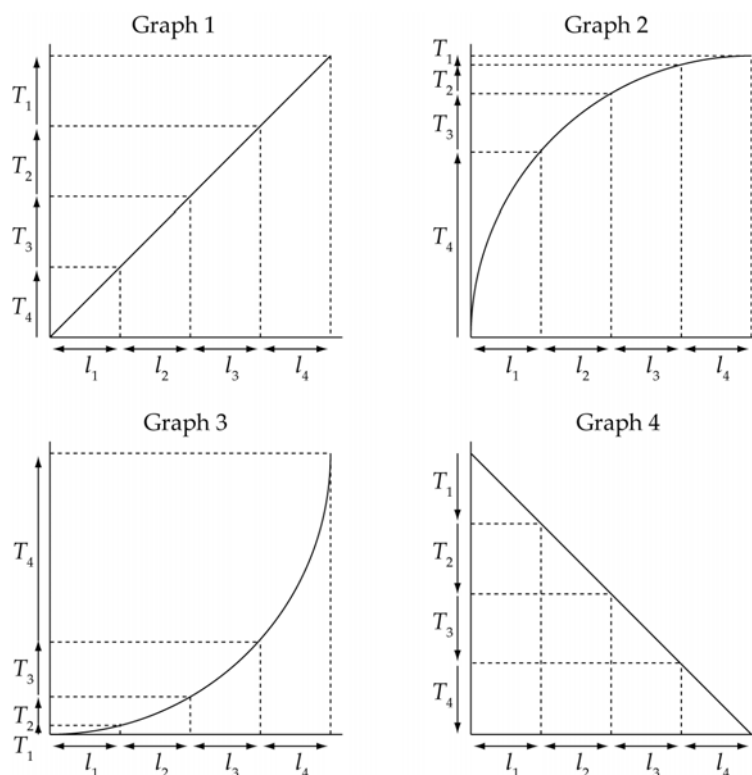 Graph 1
T₁
T₂
T₃
T₄
l₁ l₂ l₃ l₄
Graph 2
T₁
T₂
T₃
T₄
l₁ l₂ l₃ l₄
Graph 3
T₄
T₃
T₂
T₁
l₁ l₂ l₃ l₄
Graph 4
T₁
T₂
T₃
T₄
l₁ l₂ l₃ l₄